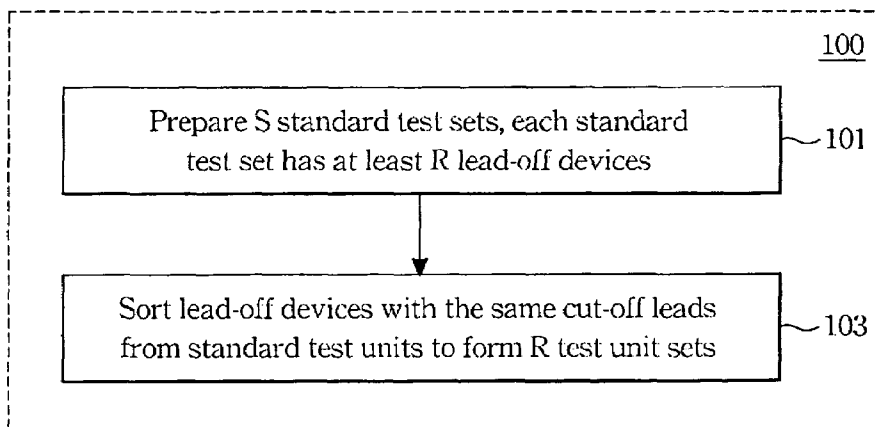 100
Prepare S standard test sets, each standard
test set has at least R lead-off devices
101
Sort lead-off devices with the same cut-off leads
from standard test units to form R test unit sets
103